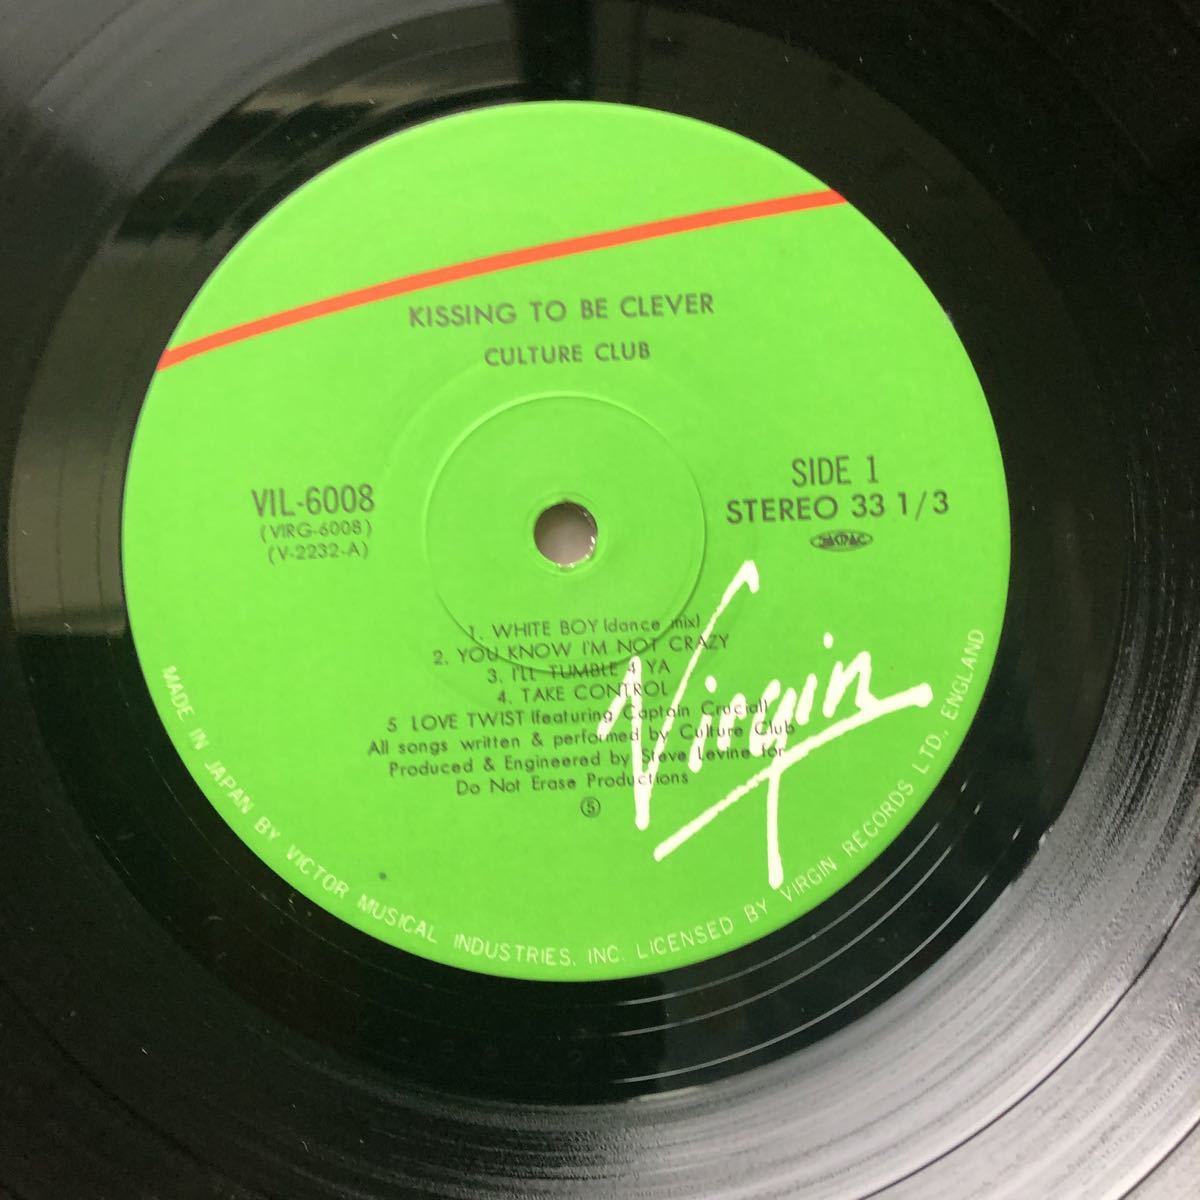 KISSING TO BE CLEVER
CULTURE CLUB
VIL-6008
(VIRG-6008)
(V-2232-A)
SIDE 1
STEREO 33 1/3
1. WHITE BOY (dance mix)
2. YOU KNOW I'M NOT CRAZY
3. I'LL TUMBLE 4 YA
4. TAKE CONTROL
5 LOVE TWIST (featuring Captain Crucial)
All songs written & performed by Culture Club
Produced & Engineered by Steve Levine for
Do Not Erase Productions
⑤
Virgin
MADE IN JAPAN BY VICTOR MUSICAL INDUSTRIES, INC. LICENSED BY VIRGIN RECORDS LTD., ENGLAND